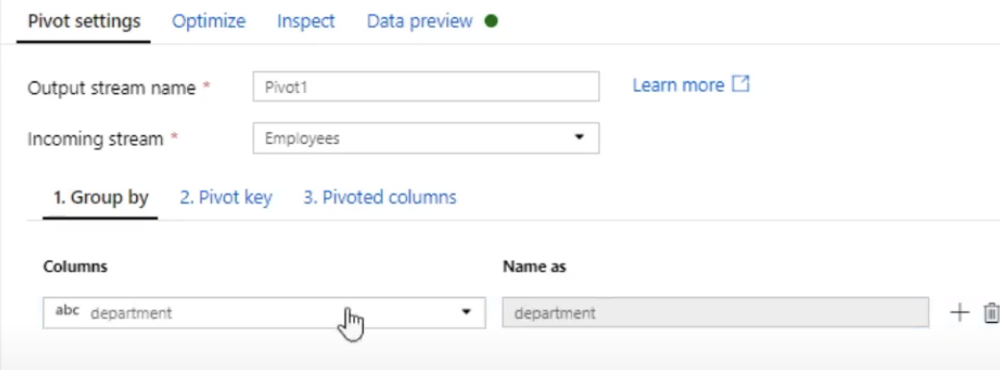 Pivot settings Optimize Inspect Data preview
Output stream name * Pivot1 Learn more
Incoming stream * Employees
1. Group by 2. Pivot key 3. Pivoted columns
Columns Name as
abc department department